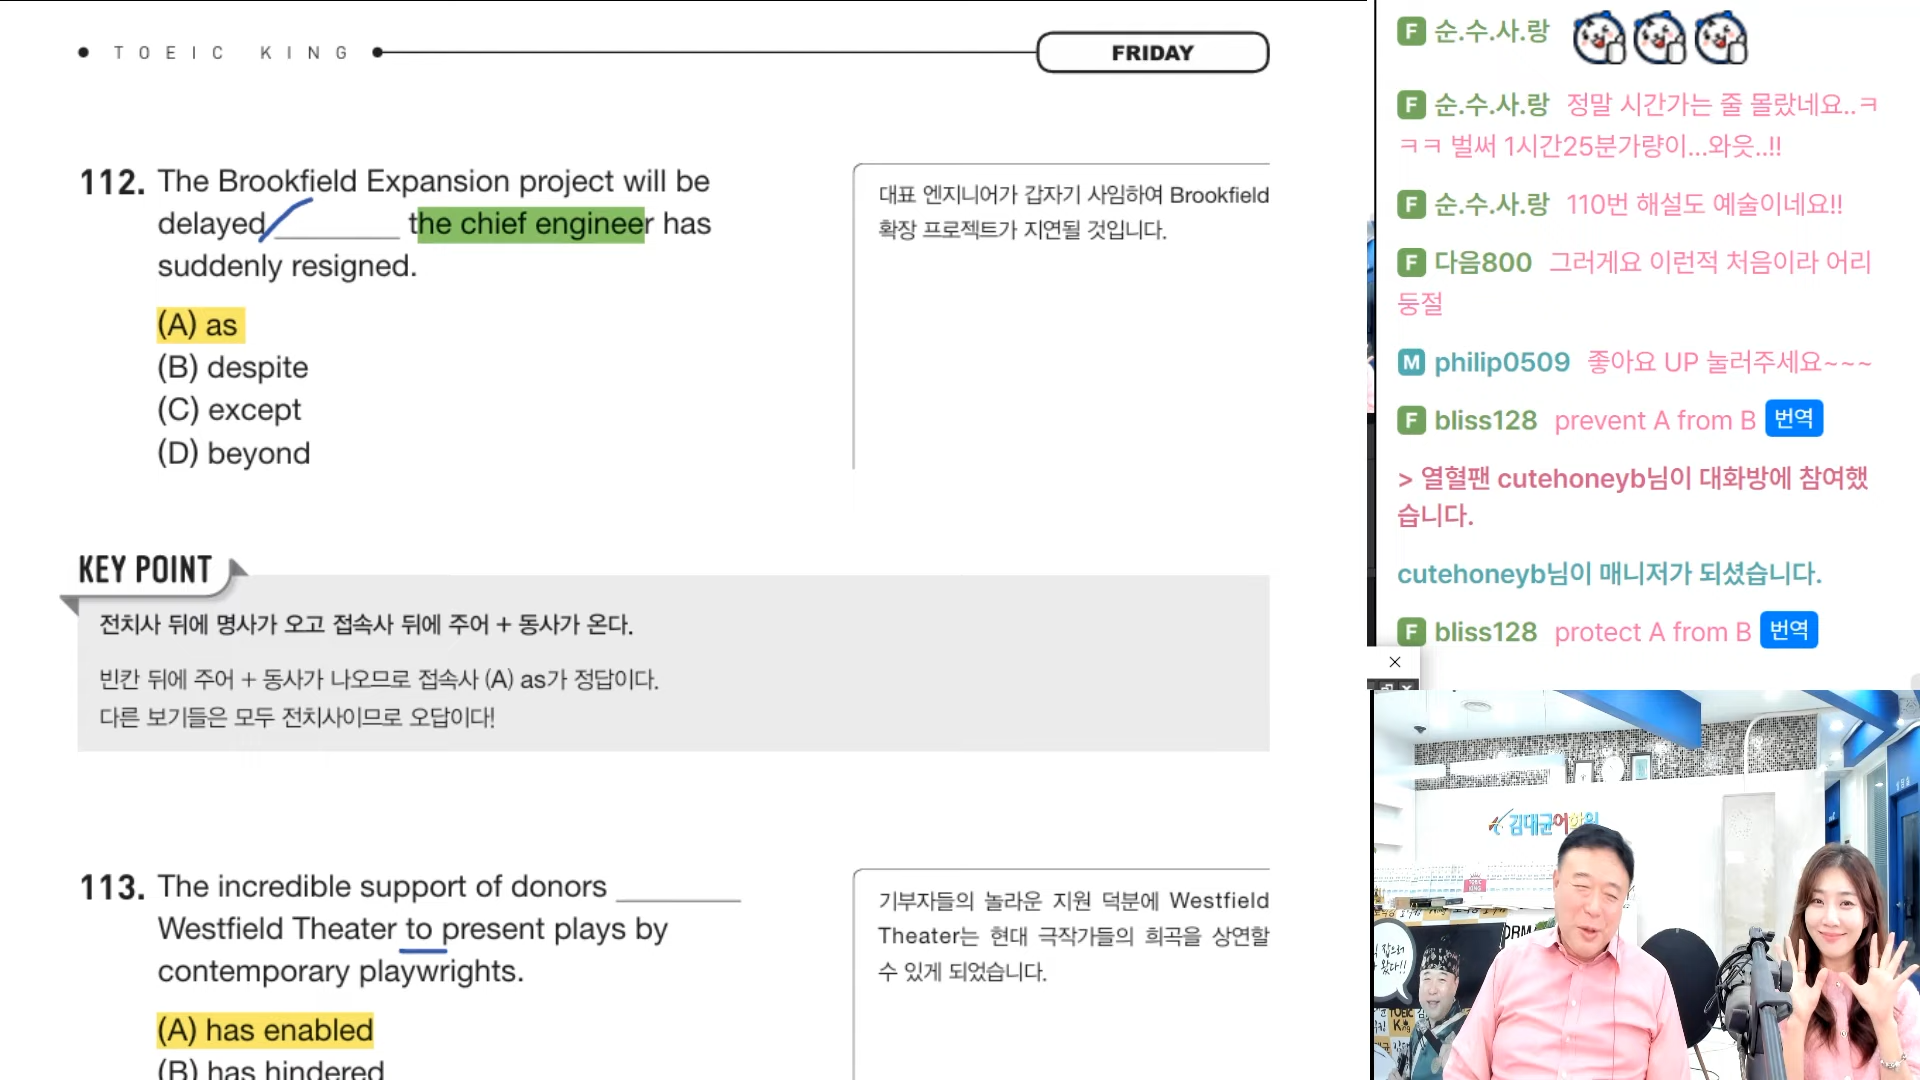 TOEIC KING
FRIDAY
112. The Brookfield Expansion project will be
delayed ________ the chief engineer has
suddenly resigned.
(A) as
(B) despite
(C) except
(D) beyond
대표 엔지니어가 갑자기 사임하여 Brookfield
확장 프로젝트가 지연될 것입니다.
KEY POINT
전치사 뒤에 명사가 오고 접속사 뒤에 주어 + 동사가 온다.
빈칸 뒤에 주어 + 동사가 나오므로 접속사 (A) as가 정답이다.
다른 보기들은 모두 전치사이므로 오답이다!
113. The incredible support of donors ________
Westfield Theater to present plays by
contemporary playwrights.
(A) has enabled
(B) has hindered
기부자들의 놀라운 지원 덕분에 Westfield
Theater는 현대 극작가들의 희곡을 상연할
수 있게 되었습니다.
F 순.수.사.랑
F 순.수.사.랑 정말 시간가는 줄 몰랐네요..ㅋ
ㅋㅋ 벌써 1시간25분가량이...와웃..!!
F 순.수.사.랑 110번 해설도 예술이네요!!
F 다음800 그러게요 이런적 처음이라 어리
둥절
M philip0509 좋아요 UP 눌러주세요~~~
F bliss128 prevent A from B 번역
> 열혈팬 cutehoneyb님이 대화방에 참여했
습니다.
cutehoneyb님이 매니저가 되셨습니다.
F bliss128 protect A from B 번역
김대균어학원